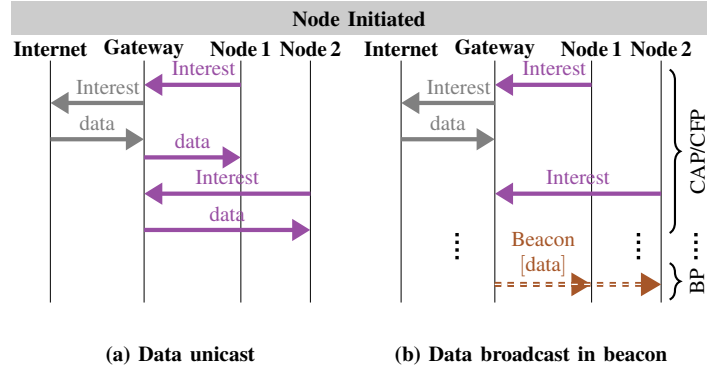 Node Initiated
Internet Gateway Node 1 Node 2
Interest
Interest
data
data
Interest
data
(a) Data unicast
Internet Gateway Node 1 Node 2
Interest
Interest
data
Interest
Beacon
[data]
CAP/CFP
BP
(b) Data broadcast in beacon